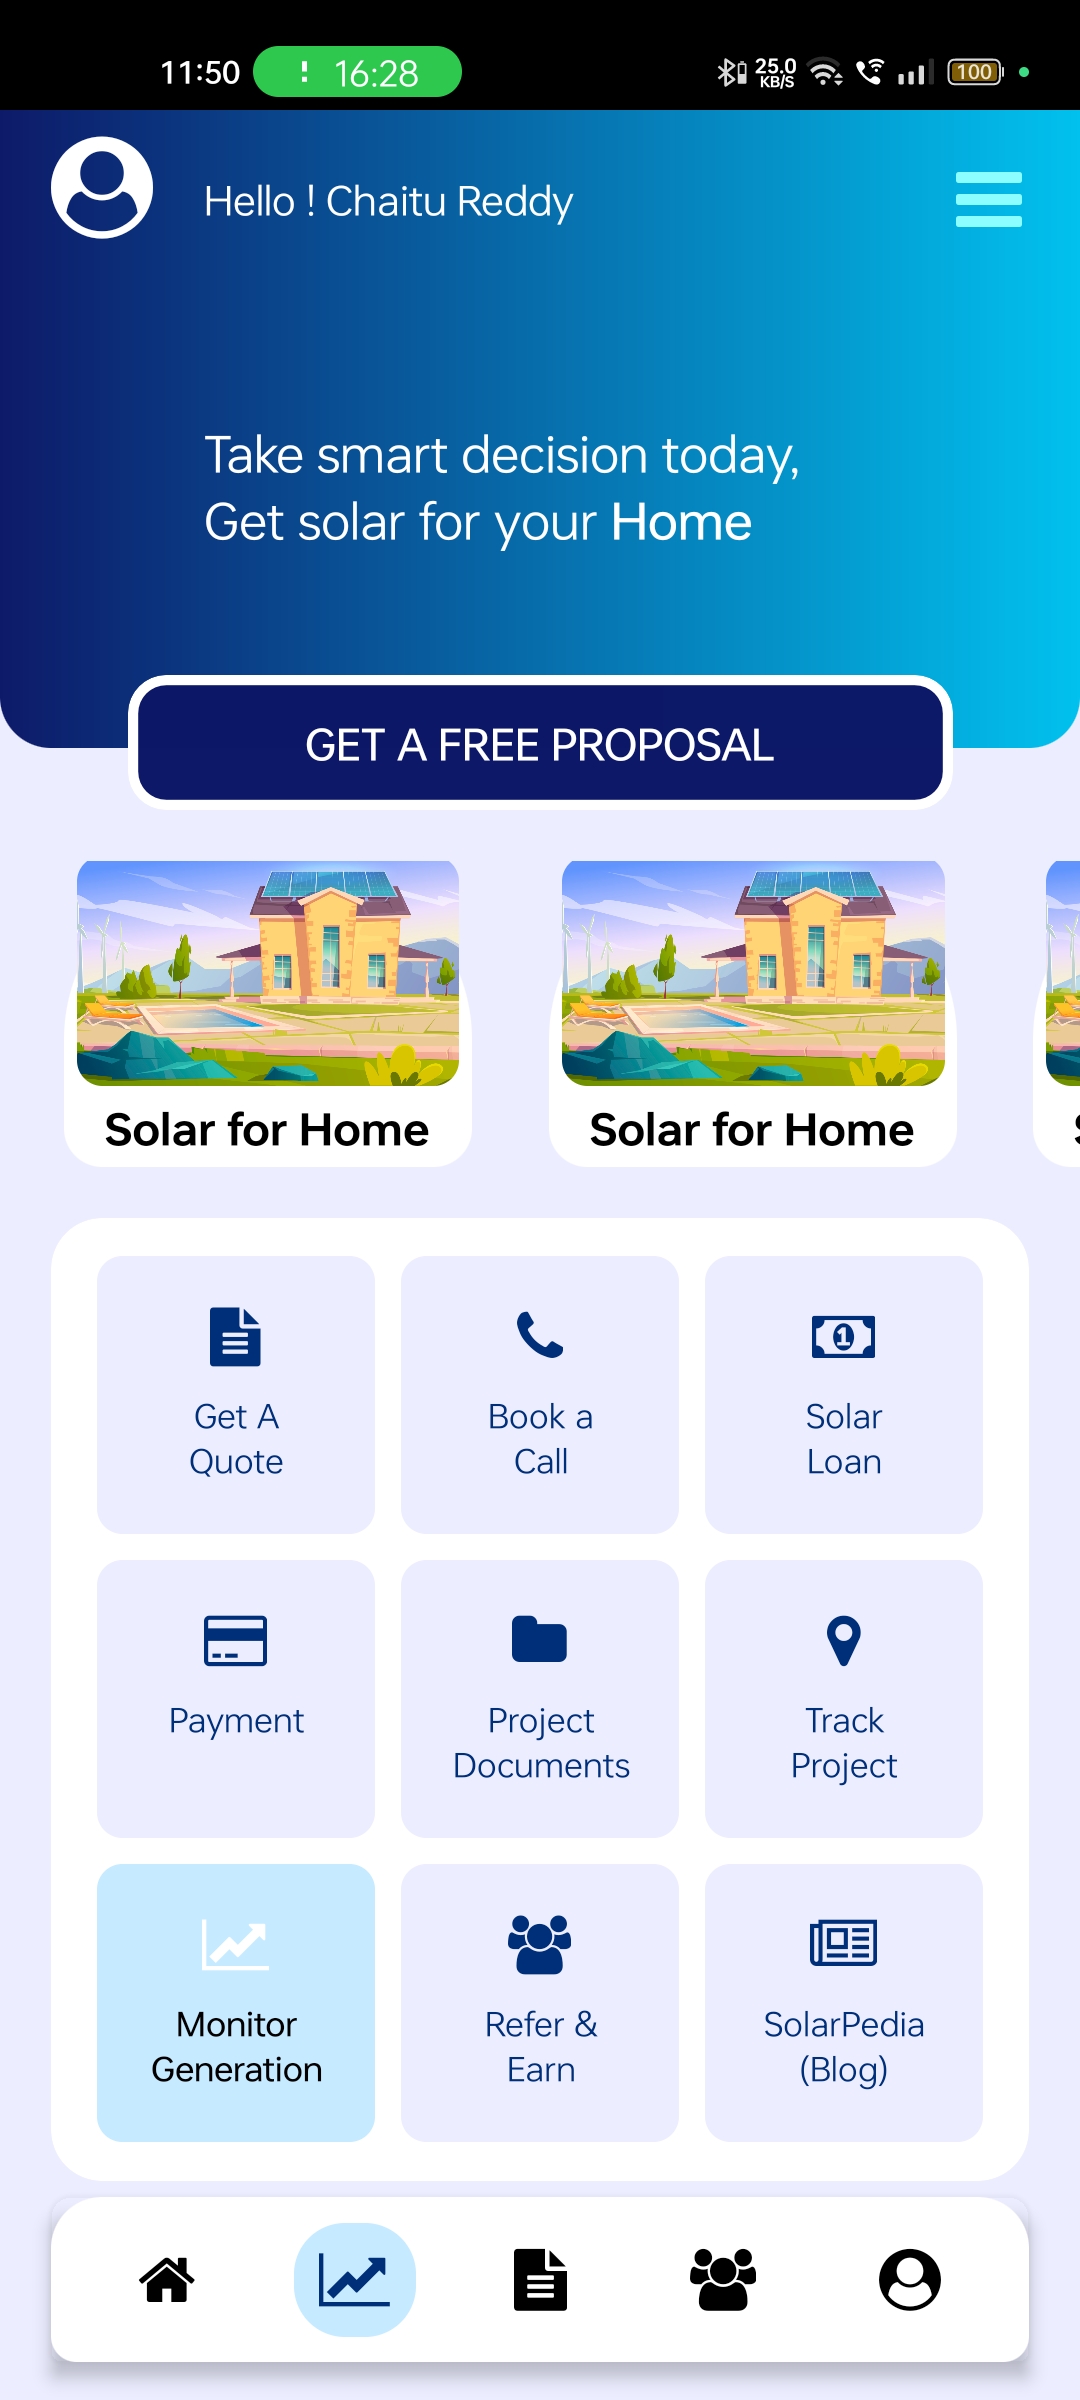 11:50
16:28
25.0
KB/S
100
Hello ! Chaitu Reddy
Take smart decision today,
Get solar for your Home
GET A FREE PROPOSAL
Solar for Home
Solar for Home
Get A
Quote
Book a
Call
1
Solar
Loan
Payment
Project
Documents
Track
Project
Monitor
Generation
Refer &
Earn
SolarPedia
(Blog)